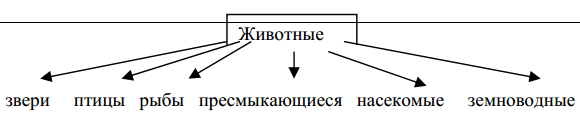 Животные
звери птицы рыбы пресмыкающиеся насекомые земноводные